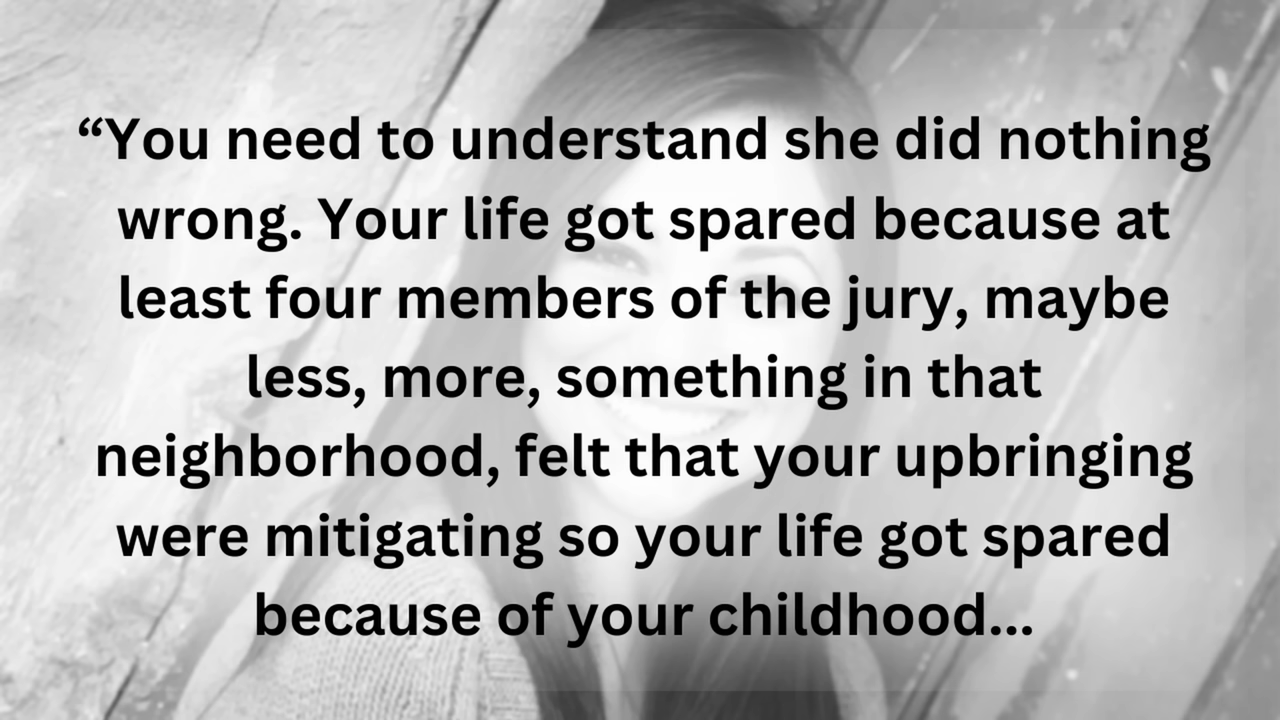 “You need to understand she did nothing
wrong. Your life got spared because at
least four members of the jury, maybe
less, more, something in that
neighborhood, felt that your upbringing
were mitigating so your life got spared
because of your childhood...